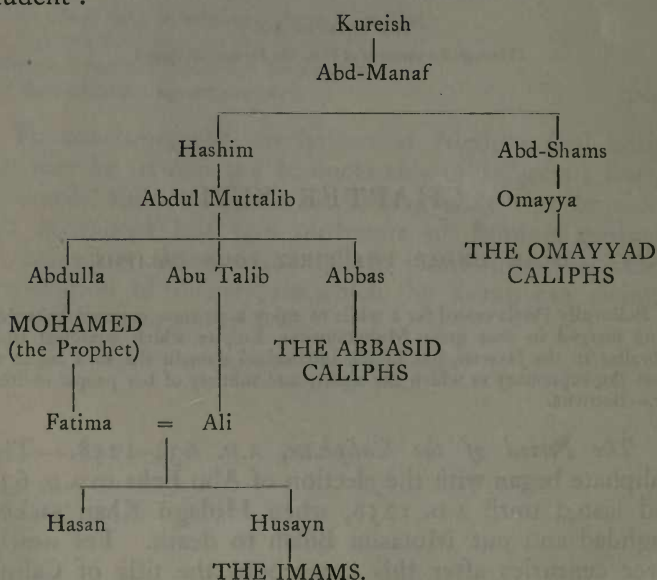 Kureish
Abd-Manaf
Hashim Abd-Shams
Abdul Muttalib Omayya
THE OMAYYAD
CALIPHS
Abdulla Abu Talib Abbas
MOHAMED
(the Prophet)
THE ABBASID
CALIPHS
Fatima = Ali
Hasan Husayn
THE IMAMS.